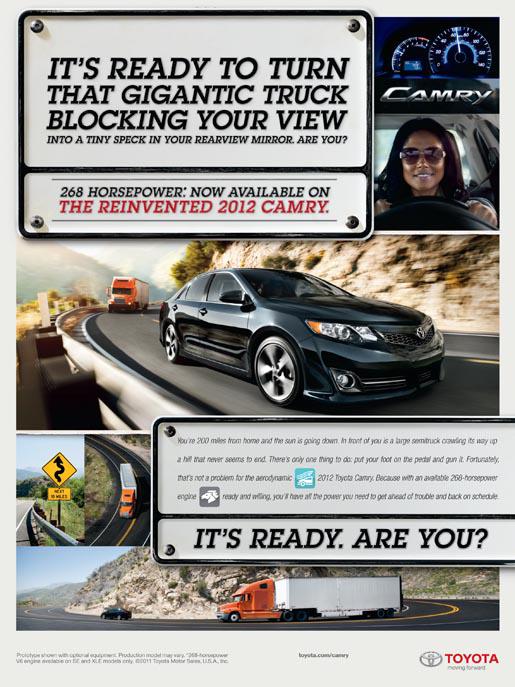 IT'S READY TO TURN
THAT GIGANTIC TRUCK
BLOCKING YOUR VIEW
INTO A TINY SPECK IN YOUR REARVIEW MIRROR. ARE YOU?
268 HORSEPOWER.* NOW AVAILABLE ON
THE REINVENTED 2012 CAMRY.
CAMRY
You're 200 miles from home and the sun is going down. In front of you is a large semitruck crawling its way up
a hill that never seems to end. There's only one thing to do: put your foot on the pedal and gun it. Fortunately,
that's not a problem for the aerodynamic 2012 Toyota Camry. Because with an available 268-horsepower
engine ready and willing, you'll have all the power you need to get ahead of trouble and back on schedule.
NEXT
10 MILES
IT'S READY. ARE YOU?
Prototype shown with optional equipment. Production model may vary. *268-horsepower
V6 engine available on SE and XLE models only. ©2011 Toyota Motor Sales, U.S.A., Inc.
toyota.com/camry
TOYOTA
moving forward